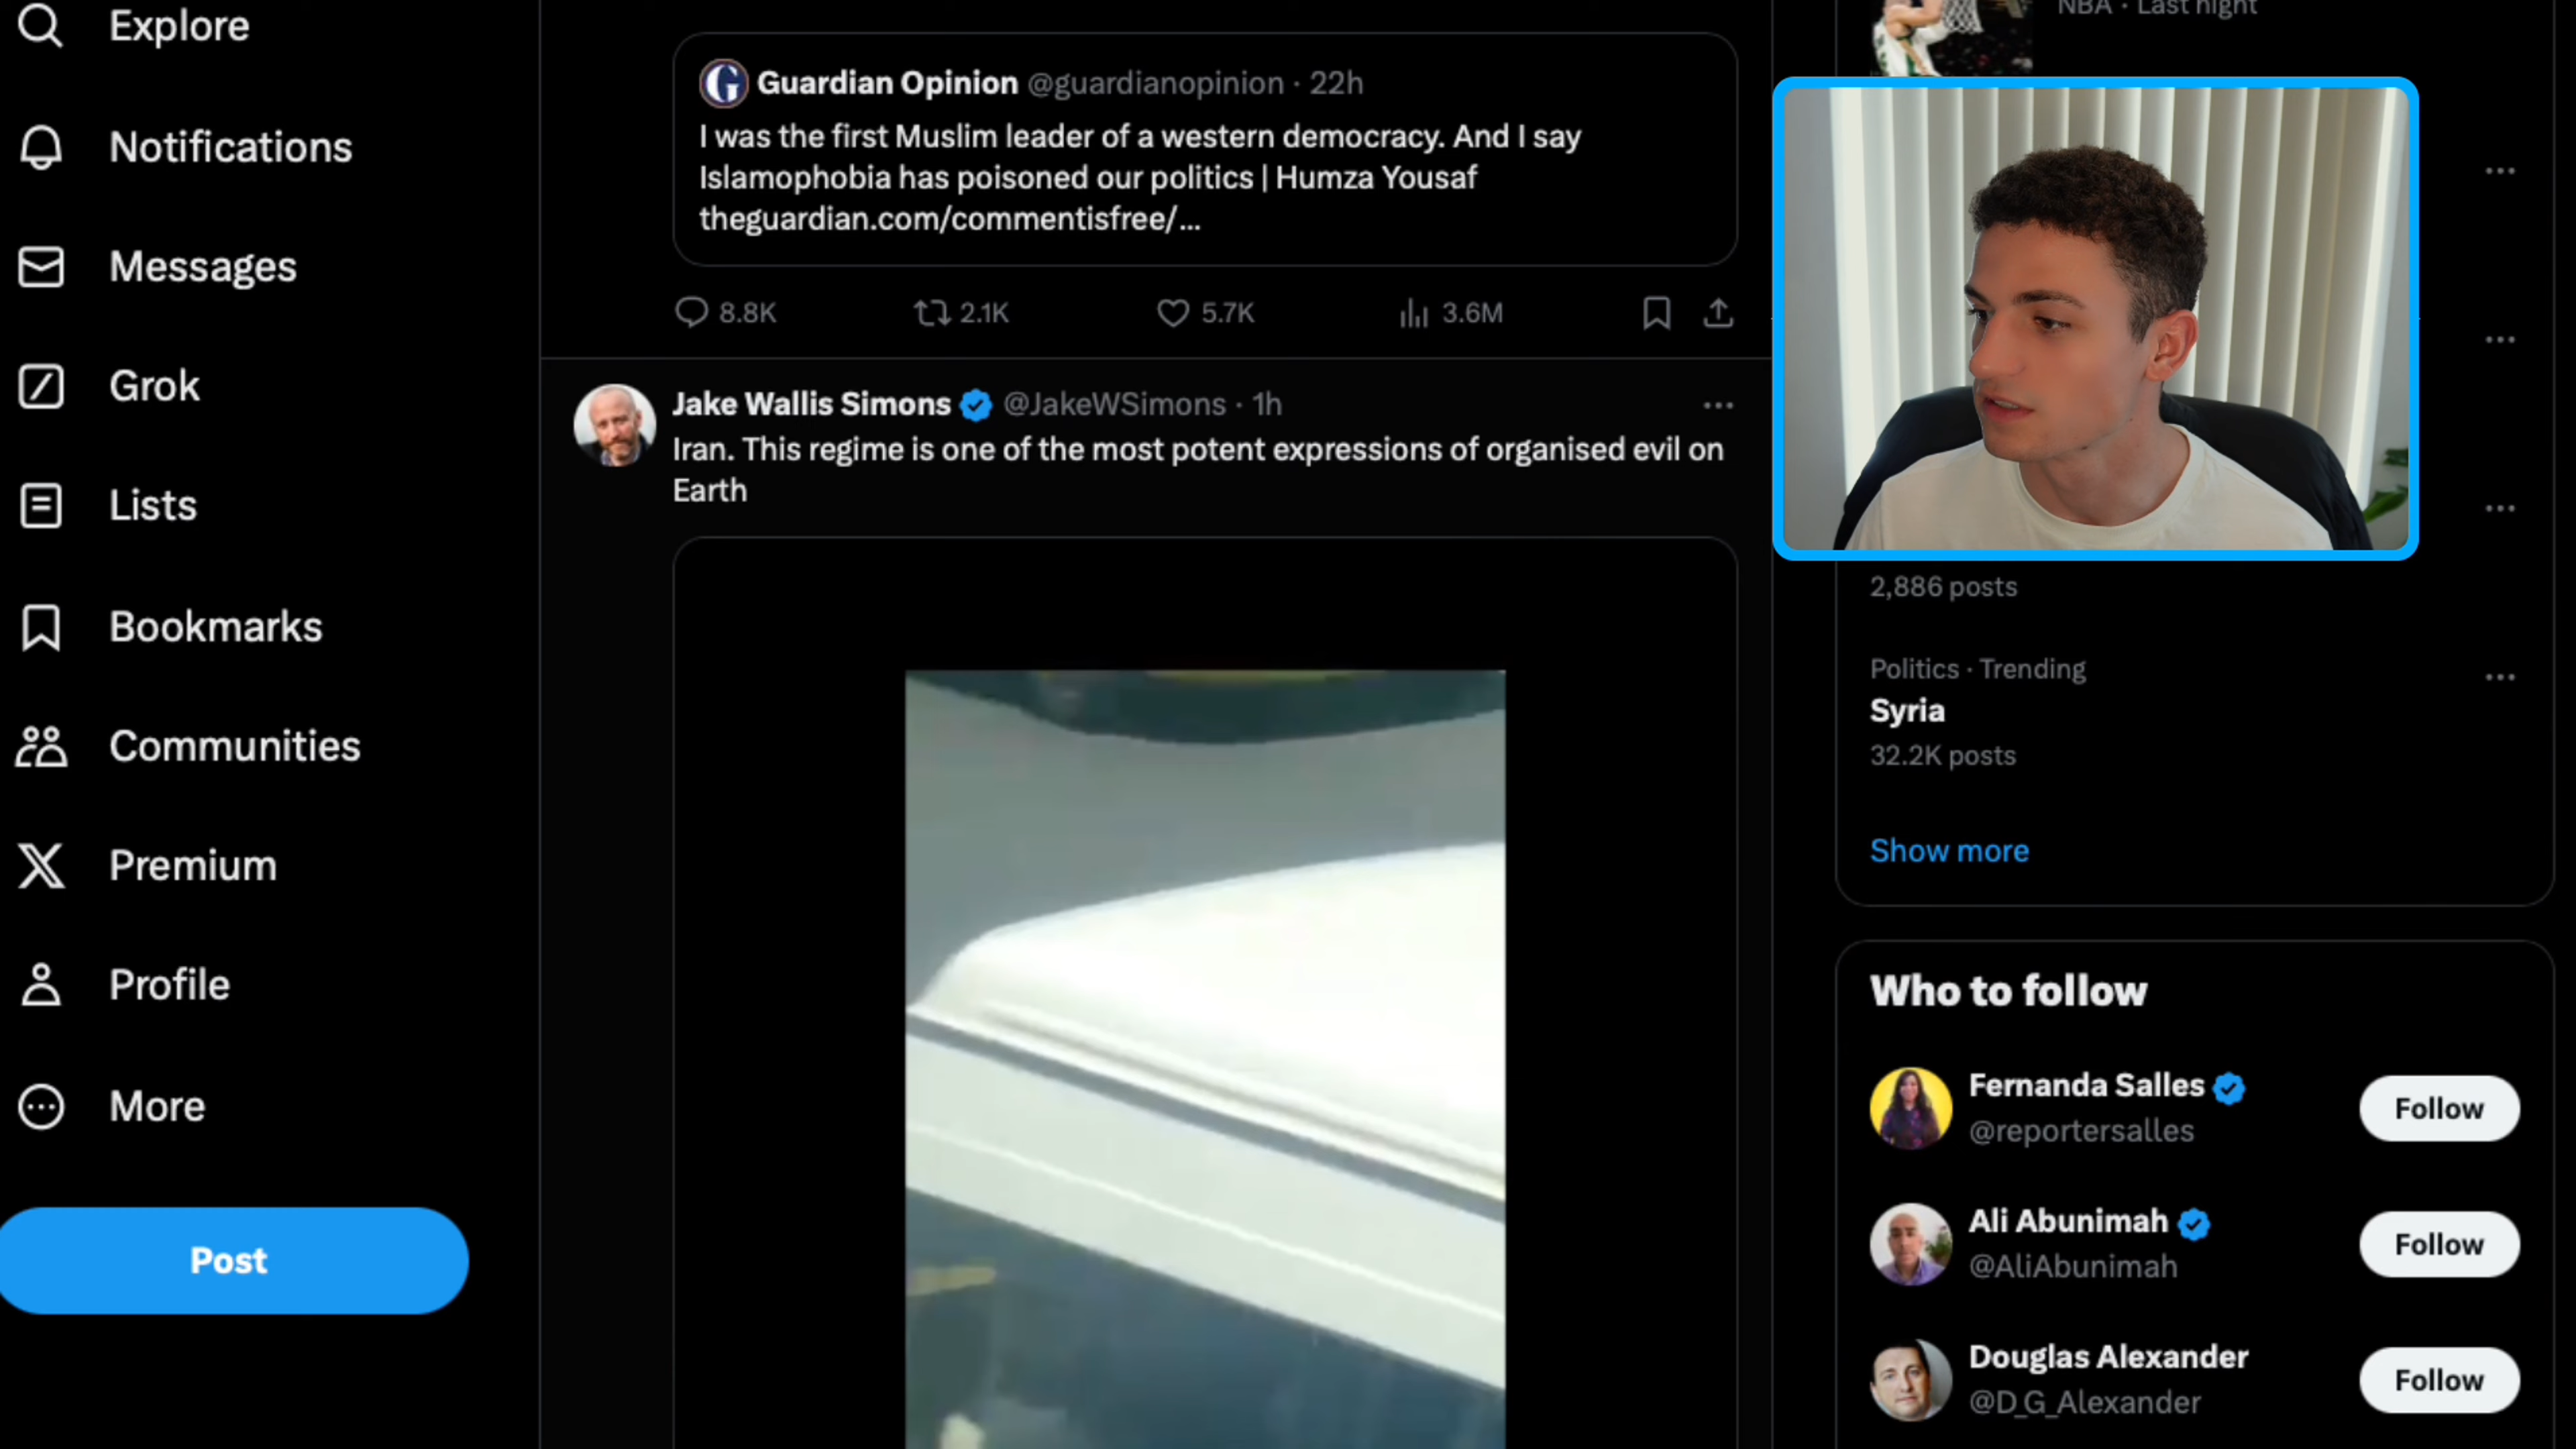 Explore
Notifications
Messages
Grok
Lists
Bookmarks
Communities
Premium
Profile
More
Post
Guardian Opinion @guardianopinion · 22h
I was the first Muslim leader of a western democracy. And I say
Islamophobia has poisoned our politics | Humza Yousaf
theguardian.com/commentisfree/...
8.8K 2.1K 5.7K 3.6M
Jake Wallis Simons @JakeWSimons · 1h
Iran. This regime is one of the most potent expressions of organised evil on
Earth
NBA · Last night
2,886 posts
Politics · Trending
Syria
32.2K posts
Show more
Who to follow
Fernanda Salles
@reportersalles
Follow
Ali Abunimah
@AliAbunimah
Follow
Douglas Alexander
@D_G_Alexander
Follow